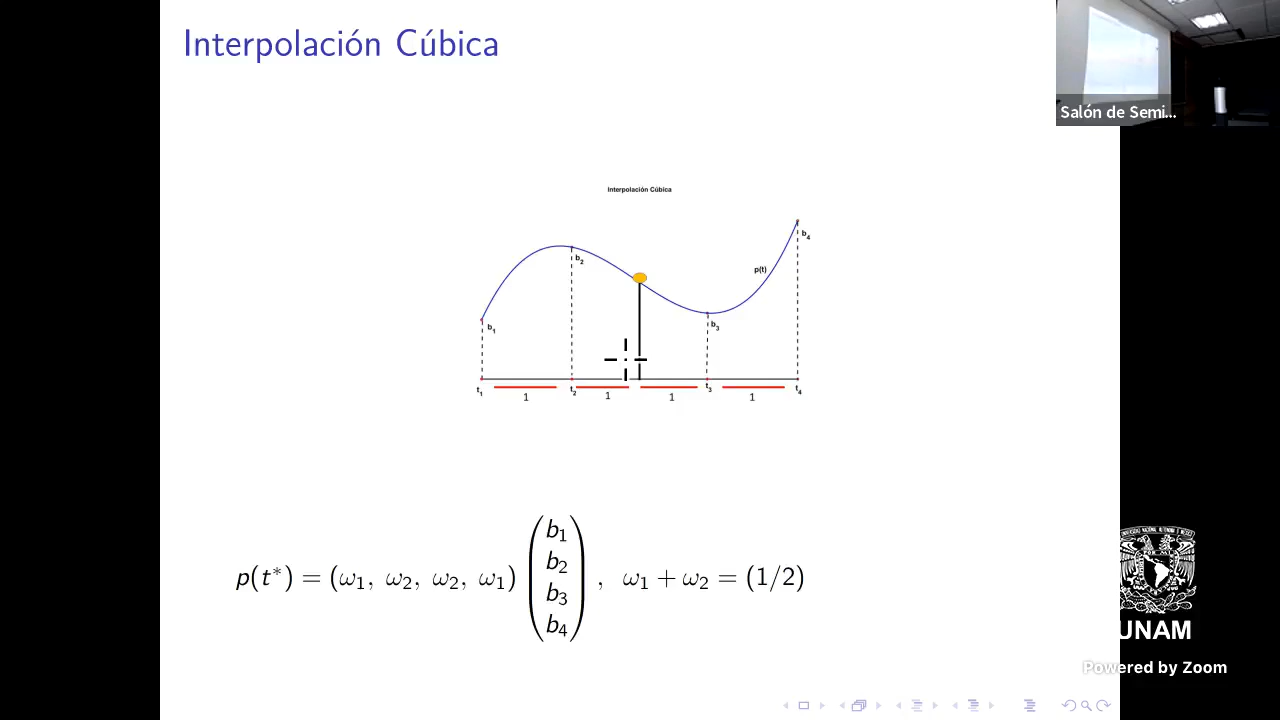 Interpolación Cúbica
Salón de Semi...
Interpolación Cúbica
b4
p(t)
b2
b1
b3
t1 t2 t3 t4
1 1 1 1
p(t*) = (ω1, ω2, ω2, ω1) (b1 b2 b3 b4), ω1 + ω2 = (1/2)
UNAM
Powered by Zoom